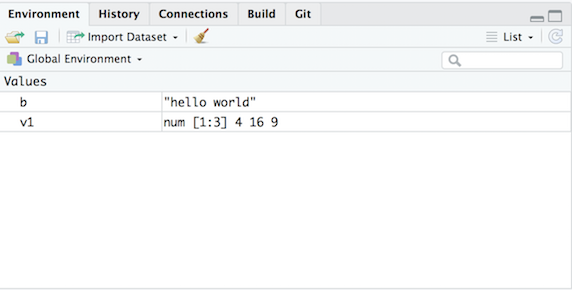 Environment History Connections Build Git
Import Dataset List
Global Environment
Values
b "hello world"
v1 num [1:3] 4 16 9